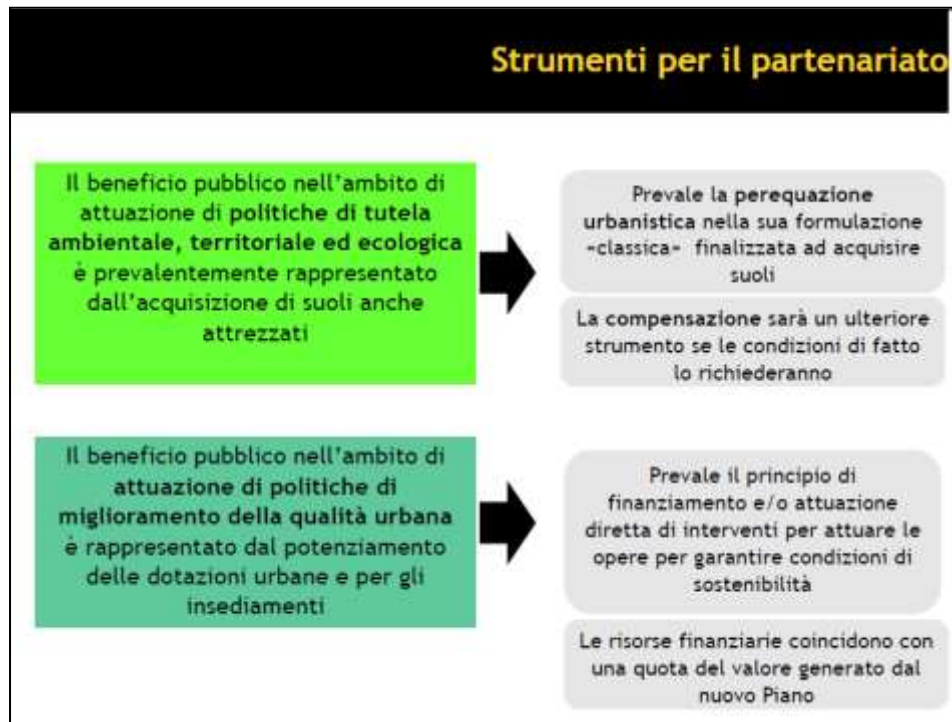 Strumenti per il partenariato
Il beneficio pubblico nell'ambito di
attuazione di politiche di tutela
ambientale, territoriale ed ecologica
è prevalentemente rappresentato
dall'acquisizione di suoli anche
attrezzati
Prevale la perequazione
urbanistica nella sua formulazione
«classica» finalizzata ad acquisire
suoli
La compensazione sarà un ulteriore
strumento se le condizioni di fatto
lo richiederanno
Il beneficio pubblico nell'ambito di
attuazione di politiche di
miglioramento della qualità urbana
è rappresentato dal potenziamento
delle dotazioni urbane e per gli
insediamenti
Prevale il principio di
finanziamento e/o attuazione
diretta di interventi per attuare le
opere per garantire condizioni di
sostenibilità
Le risorse finanziarie coincidono con
una quota del valore generato dal
nuovo Piano